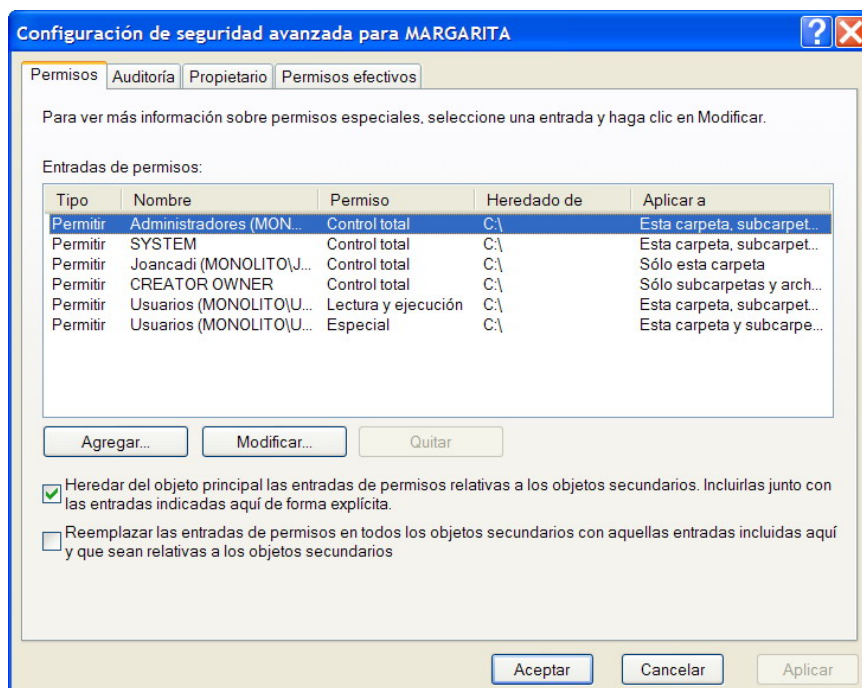 Configuración de seguridad avanzada para MARGARITA
Permisos Auditoría Propietario Permisos efectivos
Para ver más información sobre permisos especiales, seleccione una entrada y haga clic en Modificar.
Entradas de permisos:
Tipo Nombre Permiso Heredado de Aplicar a
Permitir Administradores (MON... Control total C:\ Esta carpeta, subcarpet...
Permitir SYSTEM Control total C:\ Esta carpeta, subcarpet...
Permitir Joancadi (MONOLITO\J... Control total C:\ Sólo esta carpeta
Permitir CREATOR OWNER Control total C:\ Sólo subcarpetas y arch...
Permitir Usuarios (MONOLITO\U... Lectura y ejecución C:\ Esta carpeta, subcarpet...
Permitir Usuarios (MONOLITO\U... Especial C:\ Esta carpeta y subcarpe...
Agregar... Modificar... Quitar
Heredar del objeto principal las entradas de permisos relativas a los objetos secundarios. Incluirlas junto con
las entradas indicadas aquí de forma explícita.
Reemplazar las entradas de permisos en todos los objetos secundarios con aquellas entradas incluidas aquí
y que sean relativas a los objetos secundarios
Aceptar Cancelar Aplicar